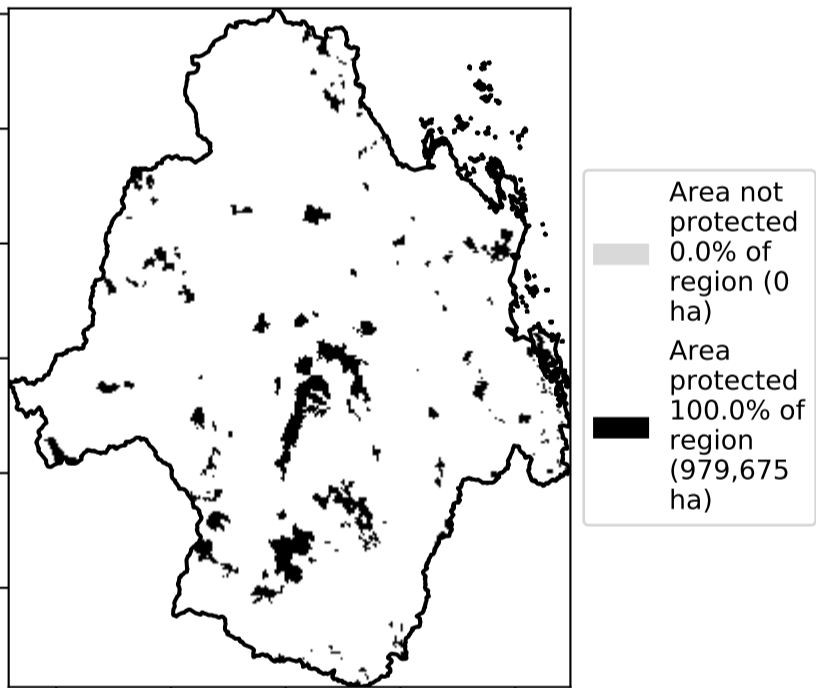 Area not
protected
0.0% of
region (0
ha)
Area
protected
100.0% of
region
(979,675
ha)